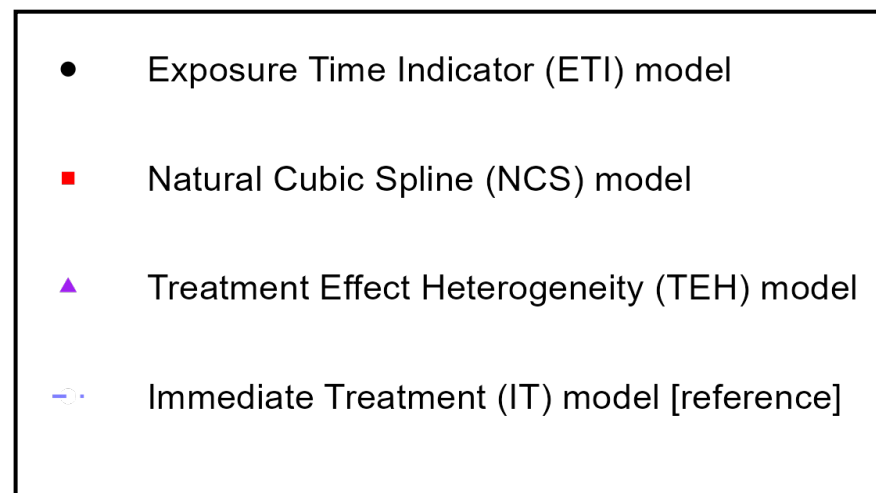 Exposure Time Indicator (ETI) model
Natural Cubic Spline (NCS) model
Treatment Effect Heterogeneity (TEH) model
Immediate Treatment (IT) model [reference]